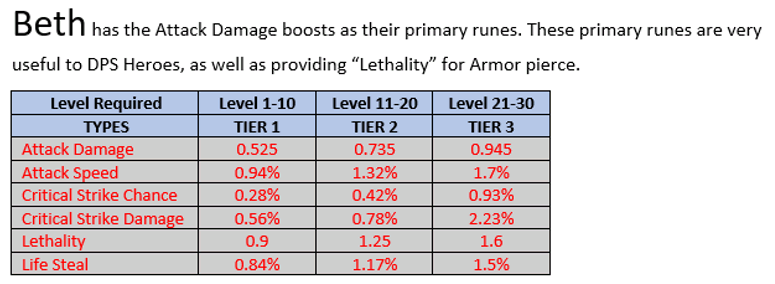 Beth has the Attack Damage boosts as their primary runes. These primary runes are very
useful to DPS Heroes, as well as providing “Lethality” for Armor pierce.
Level Required Level 1-10 Level 11-20 Level 21-30
TYPES TIER 1 TIER 2 TIER 3
Attack Damage 0.525 0.735 0.945
Attack Speed 0.94% 1.32% 1.7%
Critical Strike Chance 0.28% 0.42% 0.93%
Critical Strike Damage 0.56% 0.78% 2.23%
Lethality 0.9 1.25 1.6
Life Steal 0.84% 1.17% 1.5%